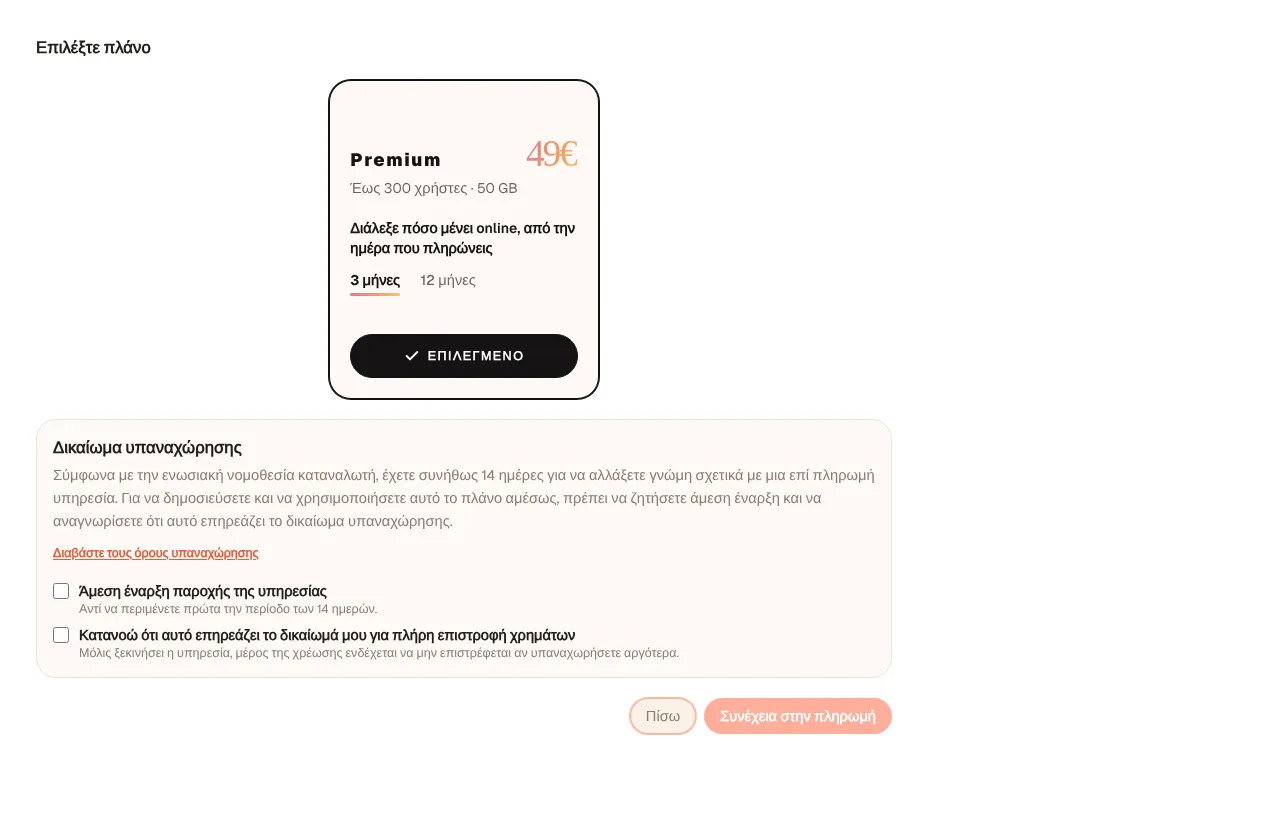 Επιλέξτε πλάνο
Premium
49€
Έως 300 χρήστες · 50 GB
Διάλεξε πόσο μένει online, από την
ημέρα που πληρώνεις
3 μήνες
12 μήνες
ΕΠΙΛΕΓΜΕΝΟ
Δικαίωμα υπαναχώρησης
Σύμφωνα με την ενωσιακή νομοθεσία καταναλωτή, έχετε συνήθως 14 ημέρες για να αλλάξετε γνώμη σχετικά με μια επί πληρωμή
υπηρεσία. Για να δημοσιεύσετε και να χρησιμοποιήσετε αυτό το πλάνο αμέσως, πρέπει να ζητήσετε άμεση έναρξη και να
αναγνωρίσετε ότι αυτό επηρεάζει το δικαίωμα υπαναχώρησης.
Διαβάστε τους όρους υπαναχώρησης
Άμεση έναρξη παροχής της υπηρεσίας
Αντί να περιμένετε πρώτα την περίοδο των 14 ημερών.
Κατανοώ ότι αυτό επηρεάζει το δικαίωμά μου για πλήρη επιστροφή χρημάτων
Μόλις ξεκινήσει η υπηρεσία, μέρος της χρέωσης ενδέχεται να μην επιστρέφεται αν υπαναχωρήσετε αργότερα.
Πίσω
Συνέχεια στην πληρωμή